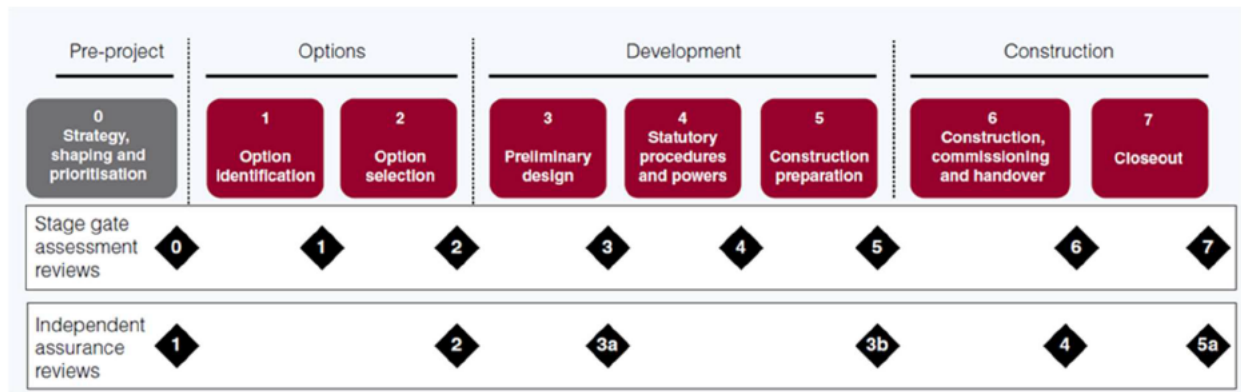 Pre-project
Options
Development
Construction
0
Strategy,
shaping and
prioritisation
1
Option
identification
2
Option
selection
3
Preliminary
design
4
Statutory
procedures
and powers
5
Construction
preparation
6
Construction,
commissioning
and handover
7
Closeout
Stage gate
assessment
reviews
0
1
2
3
4
5
6
7
Independent
assurance
reviews
1
2
3a
3b
4
5a